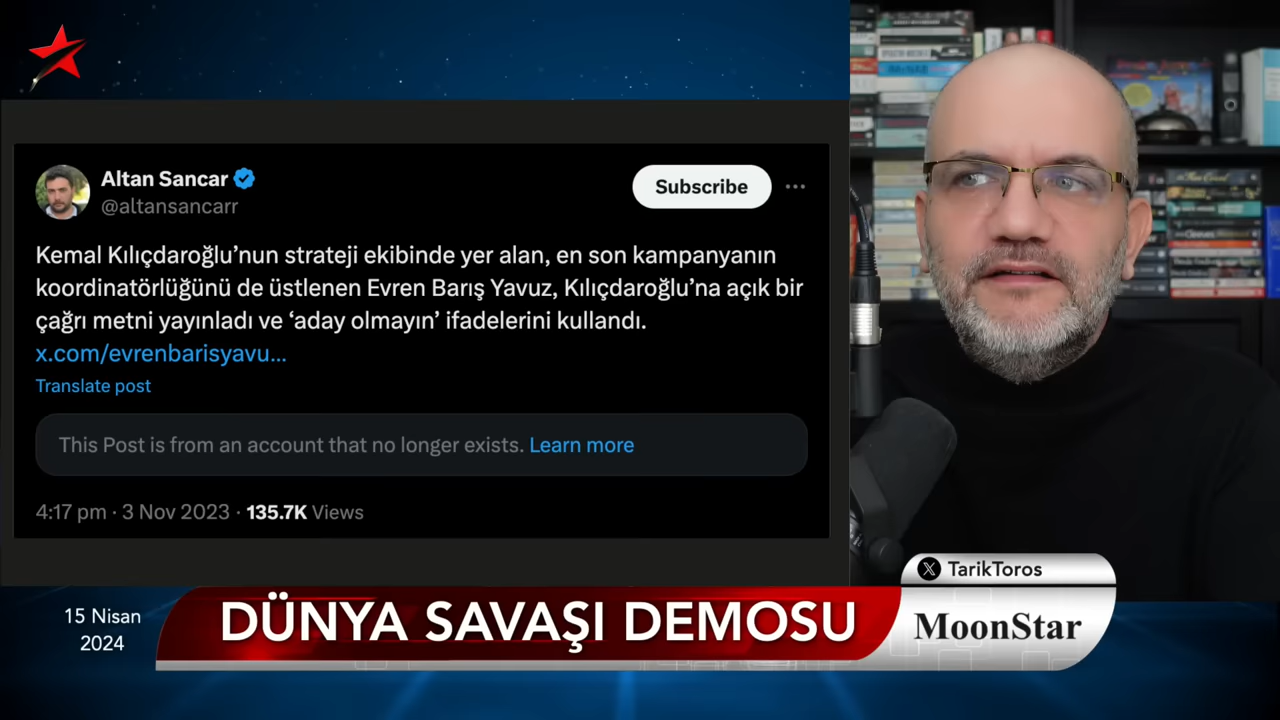 Altan Sancar
@altansancarr
Subscribe
Kemal Kılıçdaroğlu’nun strateji ekibinde yer alan, en son kampanyanın
koordinatörlüğünü de üstlenen Evren Barış Yavuz, Kılıçdaroğlu’na açık bir
çağrı metni yayınladı ve ‘aday olmayın’ ifadelerini kullandı.
x.com/evrenbarisyavu...
Translate post
This Post is from an account that no longer exists. Learn more
4:17 pm · 3 Nov 2023 · 135.7K Views
TarikToros
15 Nisan
2024
DÜNYA SAVAŞI DEMOSU
MoonStar